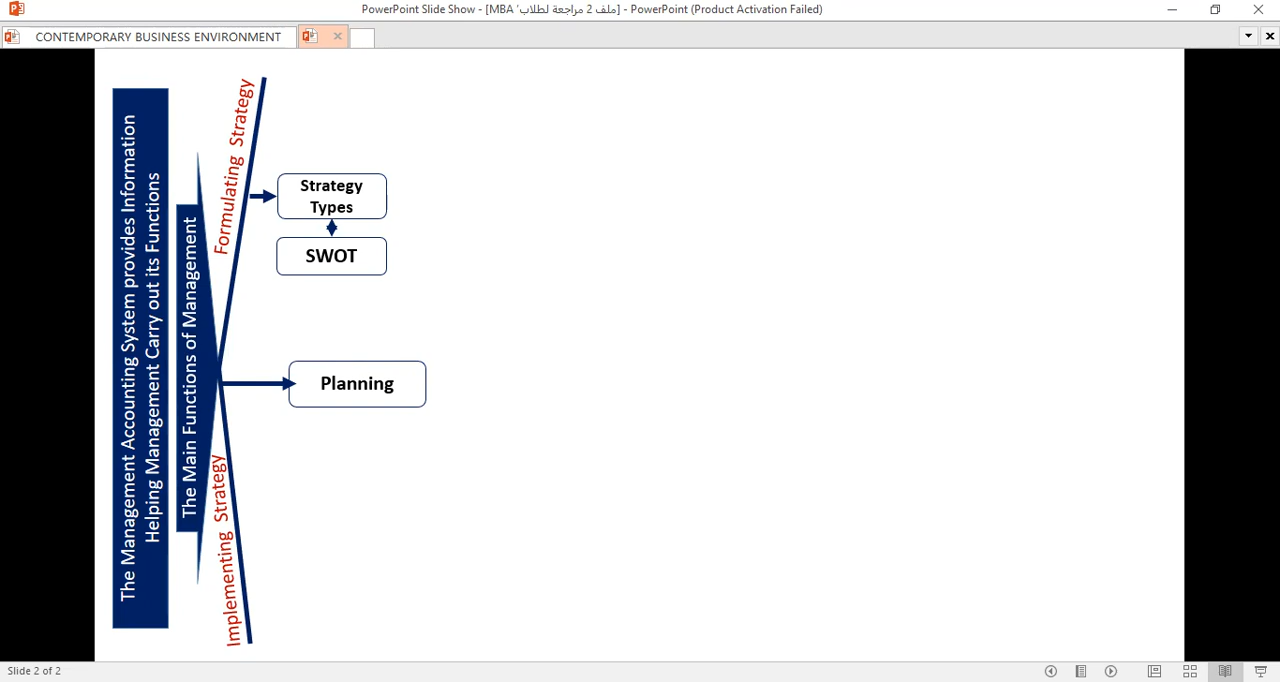 PowerPoint Slide Show - [MBA 'ملف 2 مراجعة لطلاب] - PowerPoint (Product Activation Failed)
CONTEMPORARY BUSINESS ENVIRONMENT
The Management Accounting System provides Information
Helping Management Carry out its Functions
The Main Functions of Management
Formulating Strategy
Strategy
Types
SWOT
Planning
Implementing Strategy
Slide 2 of 2